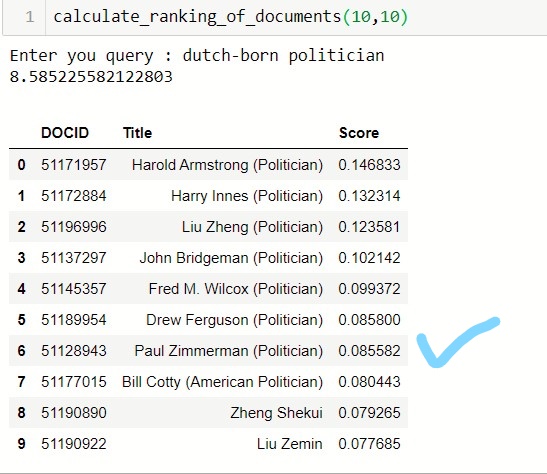 1 calculate_ranking_of_documents(10,10)
Enter you query : dutch-born politician
8.585225582122803
DOCID Title Score
0 51171957 Harold Armstrong (Politician) 0.146833
1 51172884 Harry Innes (Politician) 0.132314
2 51196996 Liu Zheng (Politician) 0.123581
3 51137297 John Bridgeman (Politician) 0.102142
4 51145357 Fred M. Wilcox (Politician) 0.099372
5 51189954 Drew Ferguson (Politician) 0.085800
6 51128943 Paul Zimmerman (Politician) 0.085582
7 51177015 Bill Cotty (American Politician) 0.080443
8 51190890 Zheng Shekui 0.079265
9 51190922 Liu Zemin 0.077685